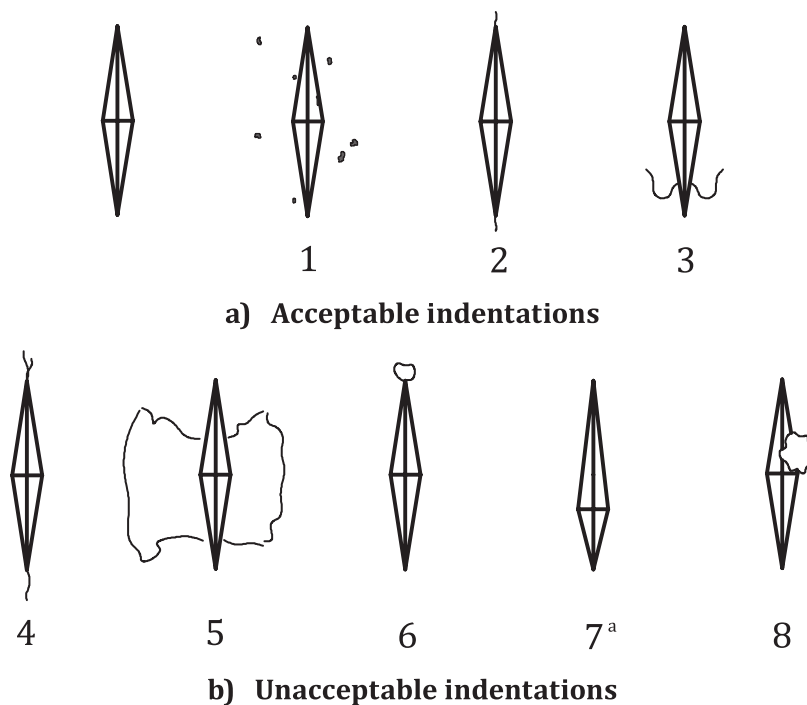 1 2 3
a) Acceptable indentations
4 5 6 7ᵃ 8
b) Unacceptable indentations